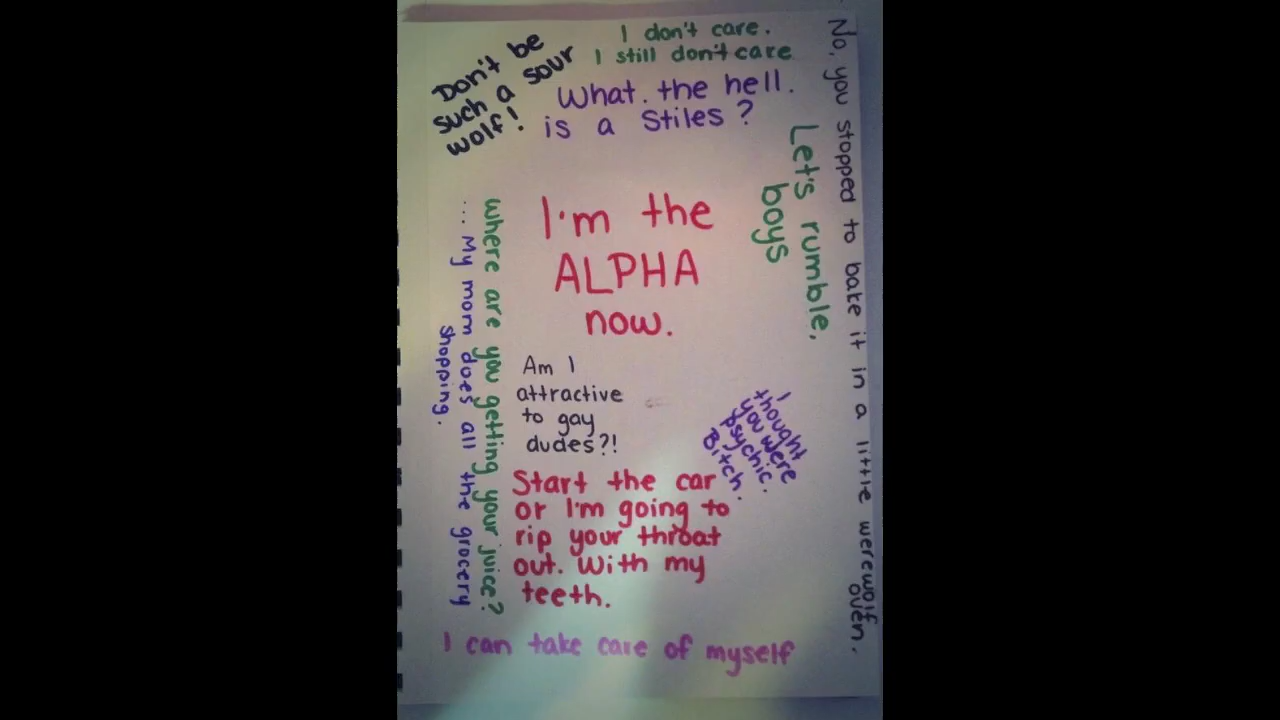 Don't be
such a sour
wolf!
I don't care.
I still don't care
What. the hell.
is a Stiles?
No, you stopped to bake it in a little werewolf
oven.
Let's rumble,
boys
I'm the
ALPHA
now.
where are you getting your juice?
... My mom does all the grocery
shopping.
Am I
attractive
to gay
dudes?!
I
thought
you were
psychic.
Bitch.
Start the car
or I'm going to
rip your throat
out. With my
teeth.
I can take care of myself